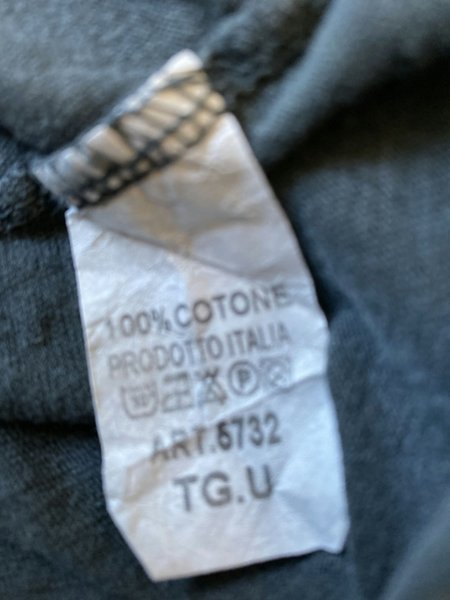 100% COTONE
PRODOTTO ITALIA
ART.6732
TG.U